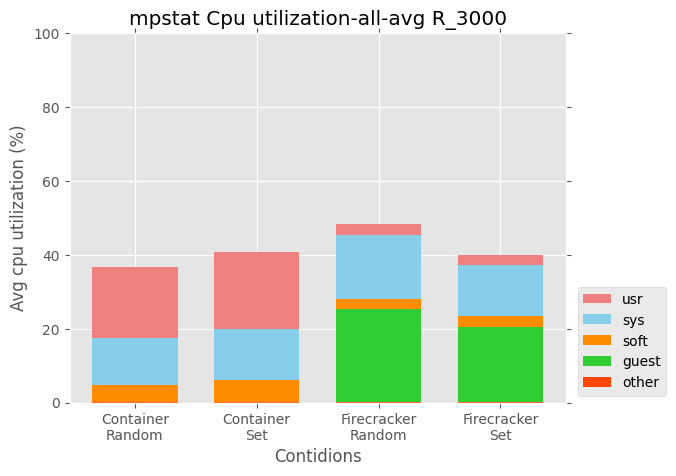 mpstat Cpu utilization-all-avg R_3000
Avg cpu utilization (%)
100
80
60
40
20
0
Container
Random
Container
Set
Firecracker
Random
Firecracker
Set
Contidions
usr
sys
soft
guest
other